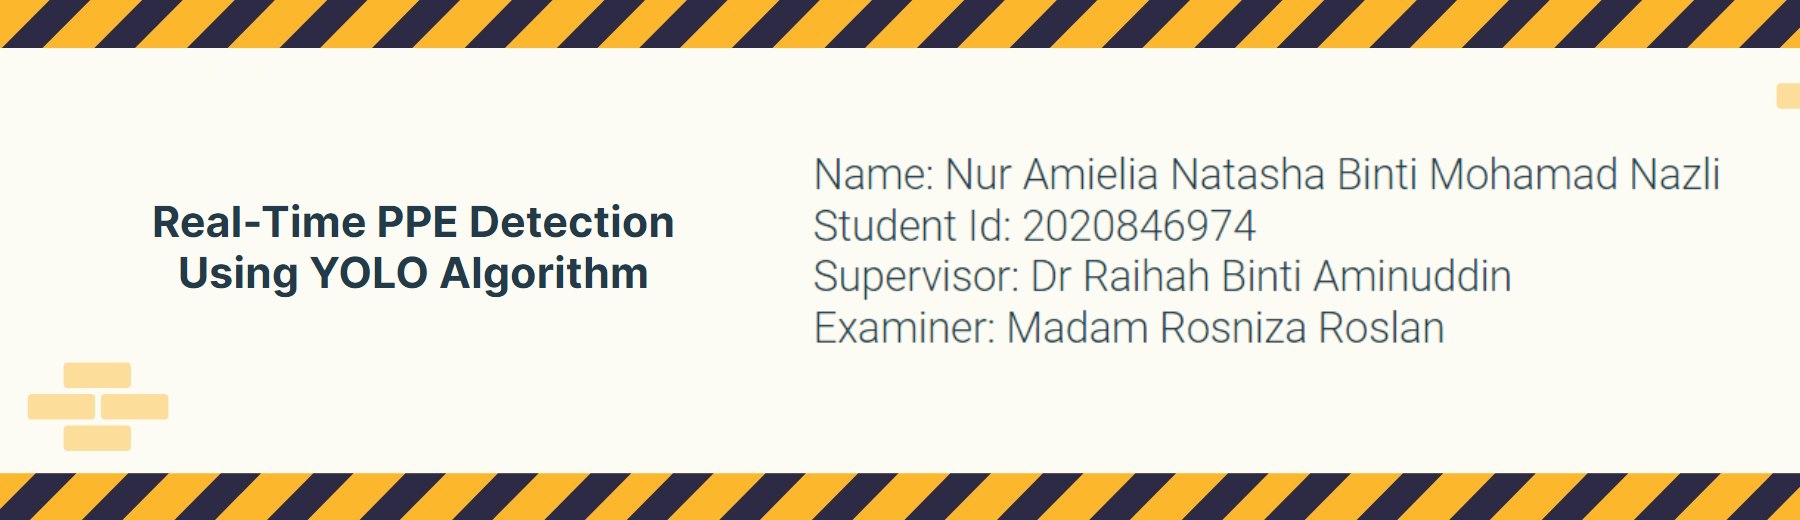 Real-Time PPE Detection
Using YOLO Algorithm
Name: Nur Amielia Natasha Binti Mohamad Nazli
Student Id: 2020846974
Supervisor: Dr Raihah Binti Aminuddin
Examiner: Madam Rosniza Roslan